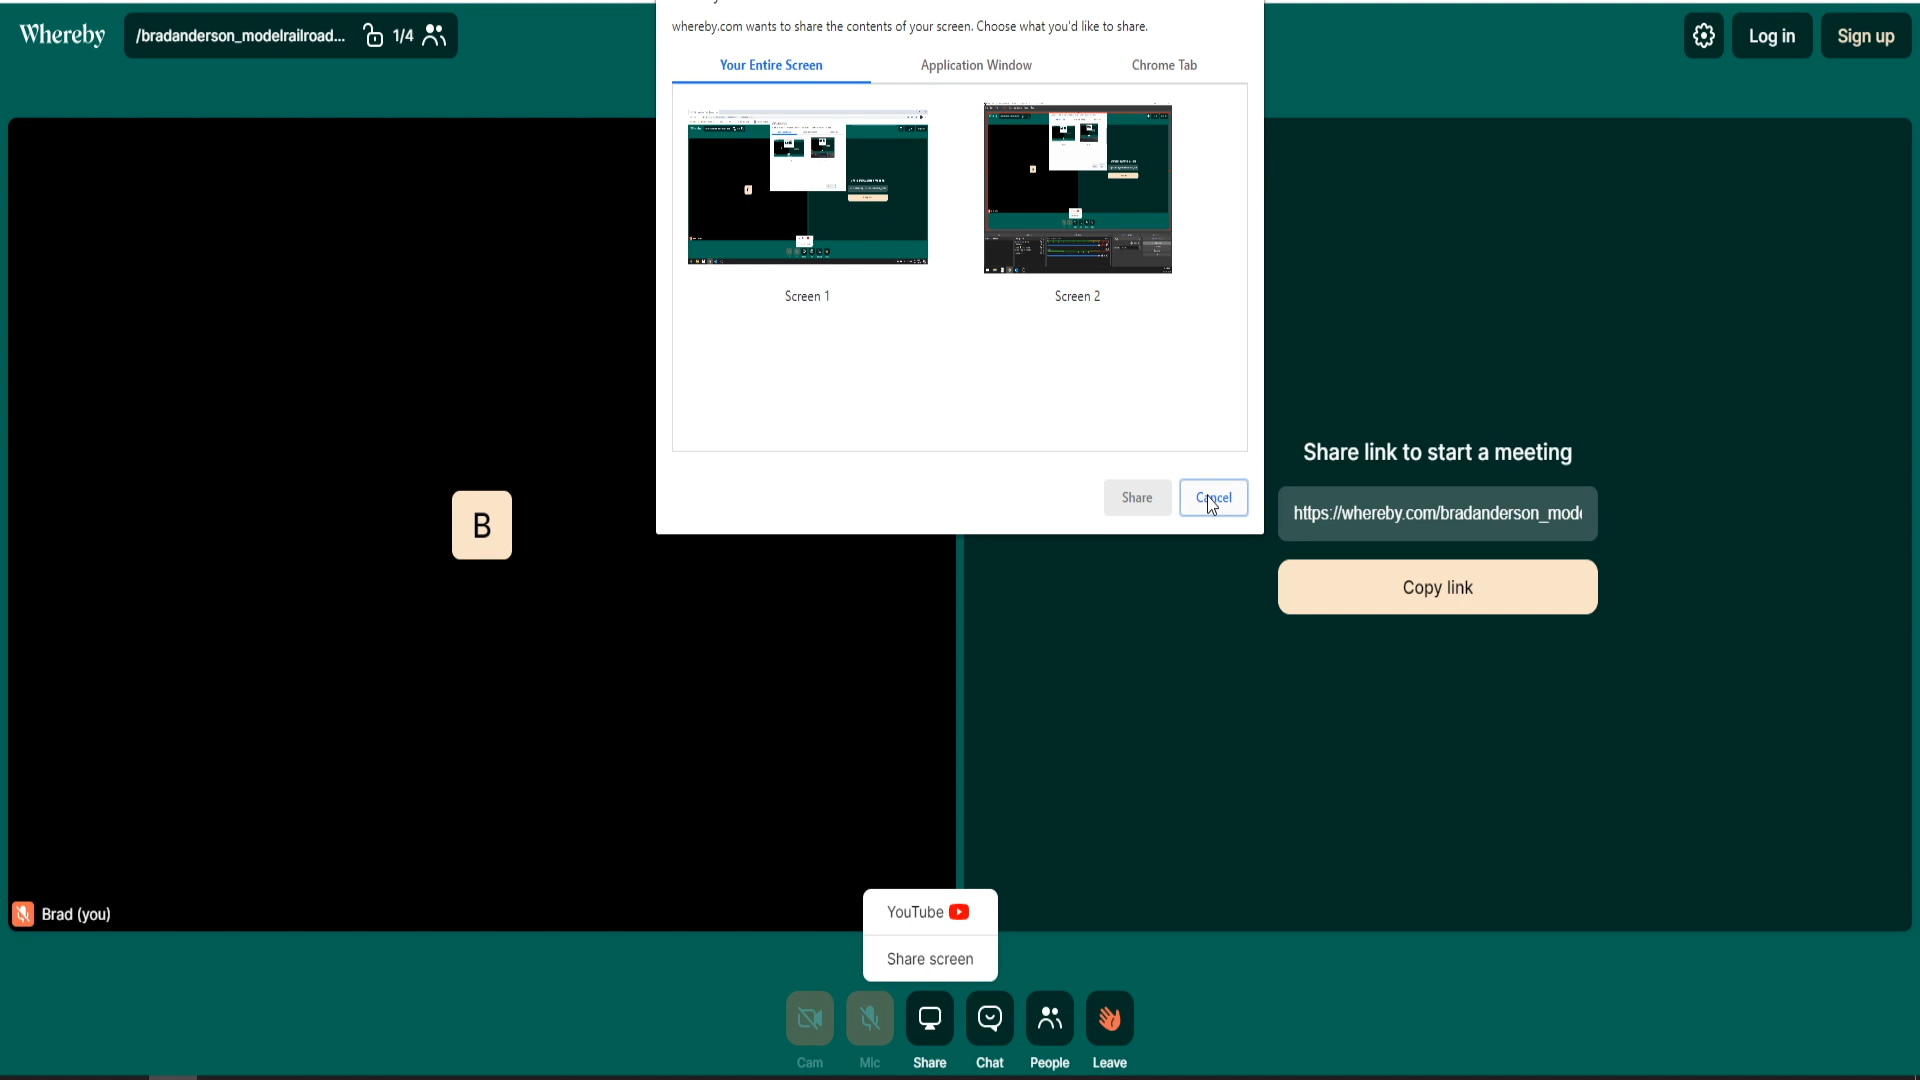 Whereby
/bradanderson_modelrailroad...
1/4
Log in
Sign up
whereby.com wants to share the contents of your screen. Choose what you'd like to share.
Your Entire Screen
Application Window
Chrome Tab
Screen 1
Screen 2
Share
Cancel
Share link to start a meeting
https://whereby.com/bradanderson_mode
Copy link
B
Brad (you)
YouTube
Share screen
Cam
Mic
Share
Chat
People
Leave